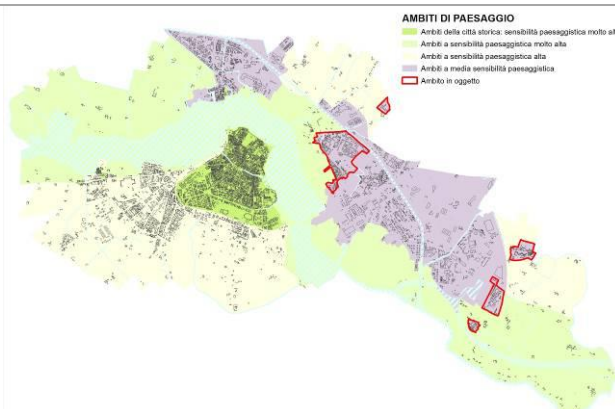 AMBITI DI PAESAGGIO
Ambiti della città storica: sensibilità paesaggistica molto al
Ambiti a sensibilità paesaggistica molto alta
Ambiti a sensibilità paesaggistica alta
Ambiti a media sensibilità paesaggistica
Ambito in oggetto